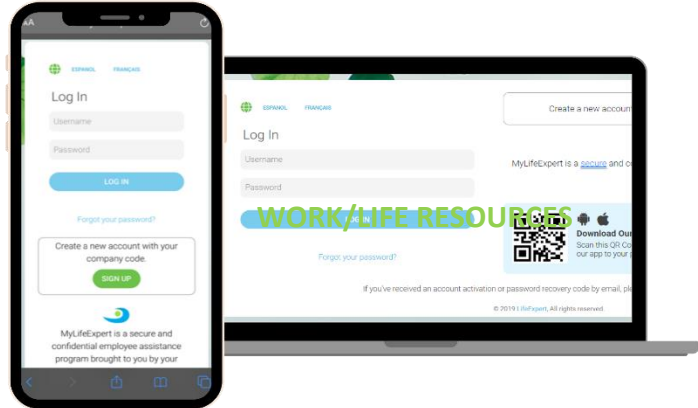 AA
ESPAÑOL FRANÇAIS
Log In
Username
Password
LOG IN
Forgot your password?
Create a new account with your
company code.
SIGN UP
MyLifeExpert is a secure and
confidential employee assistance
program brought to you by your
ESPAÑOL FRANÇAIS
Log In
Username
Password
LOG IN
WORK/LIFE RESOURCES
Forgot your password?
Create a new account
MyLifeExpert is a secure and
Download Our
Scan this QR Co
our app to your p
If you've received an account activation or password recovery code by email, ple
© 2019 LifeExpert, All rights reserved.